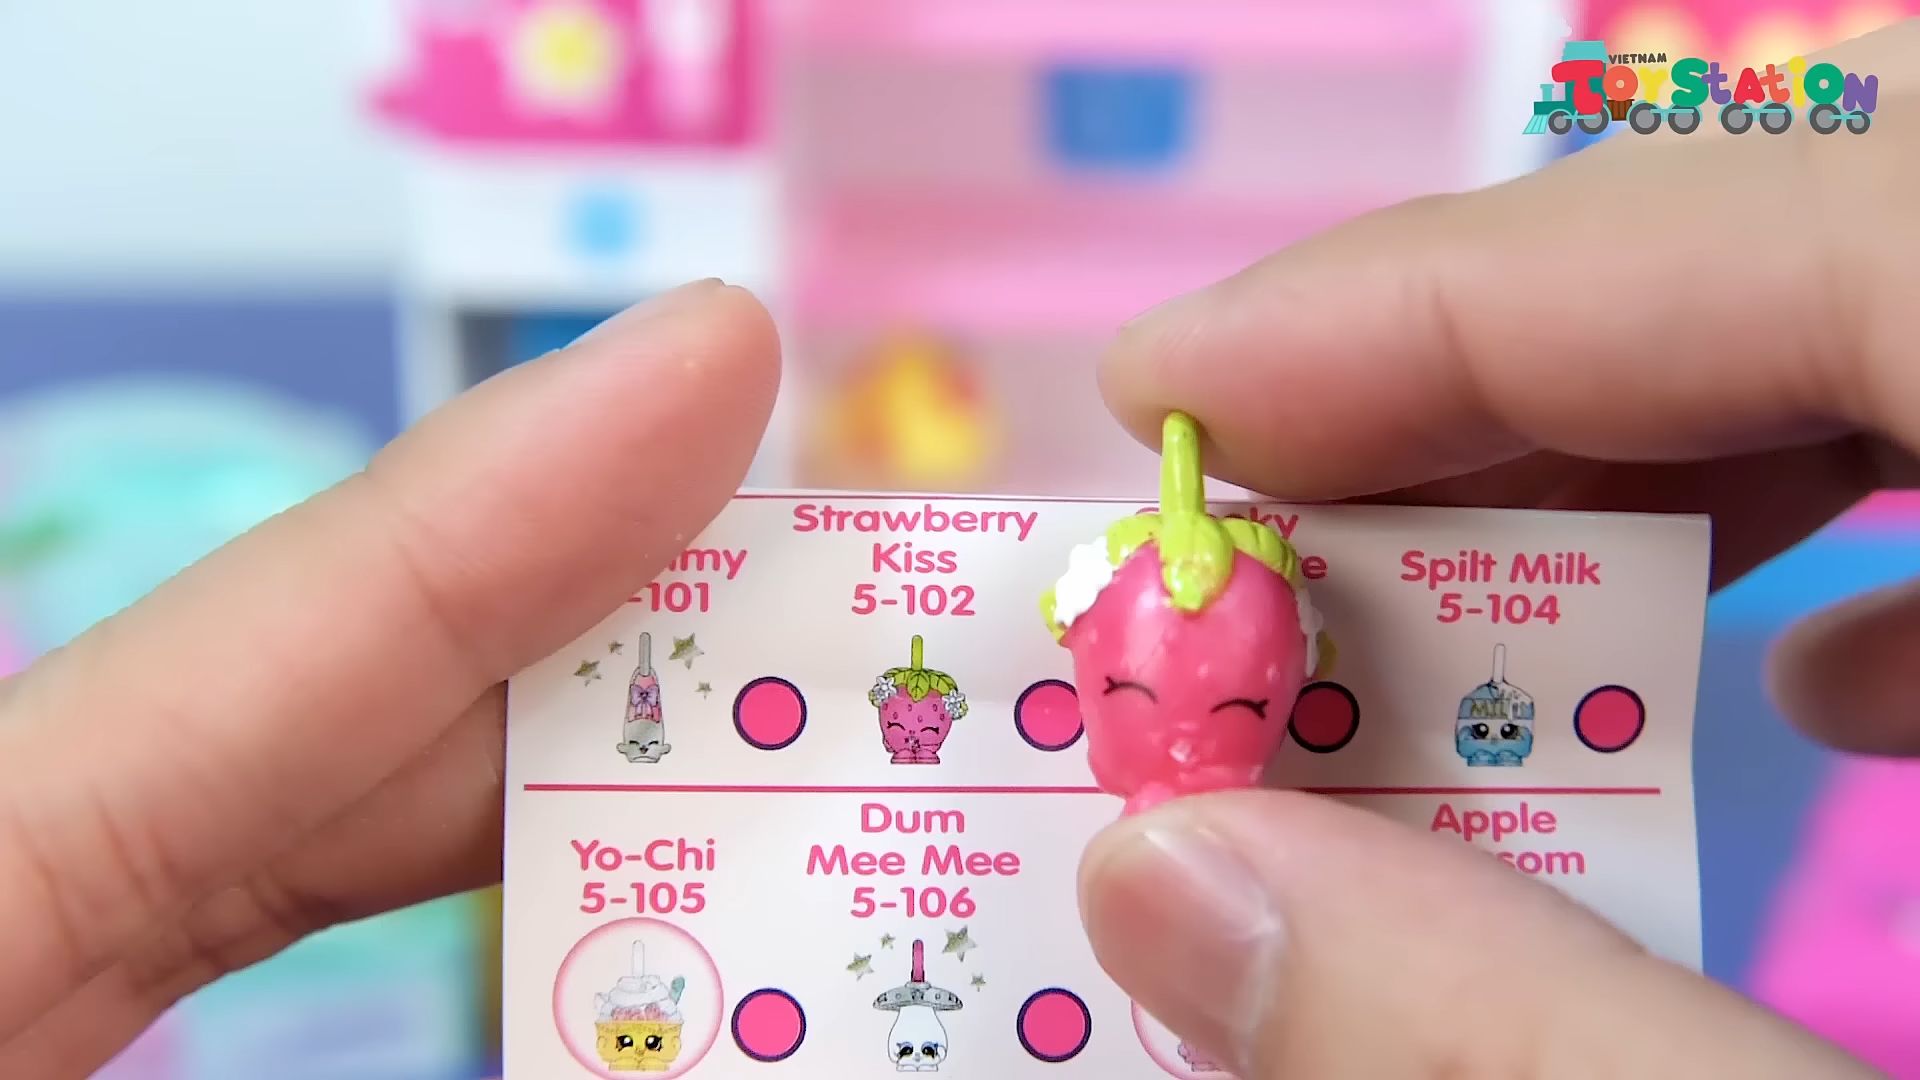 VIETNAM
ToyStation
Strawberry
Kiss
5-102
Spilt Milk
5-104
MILK
Yo-Chi
5-105
Dum
Mee Mee
5-106
Apple